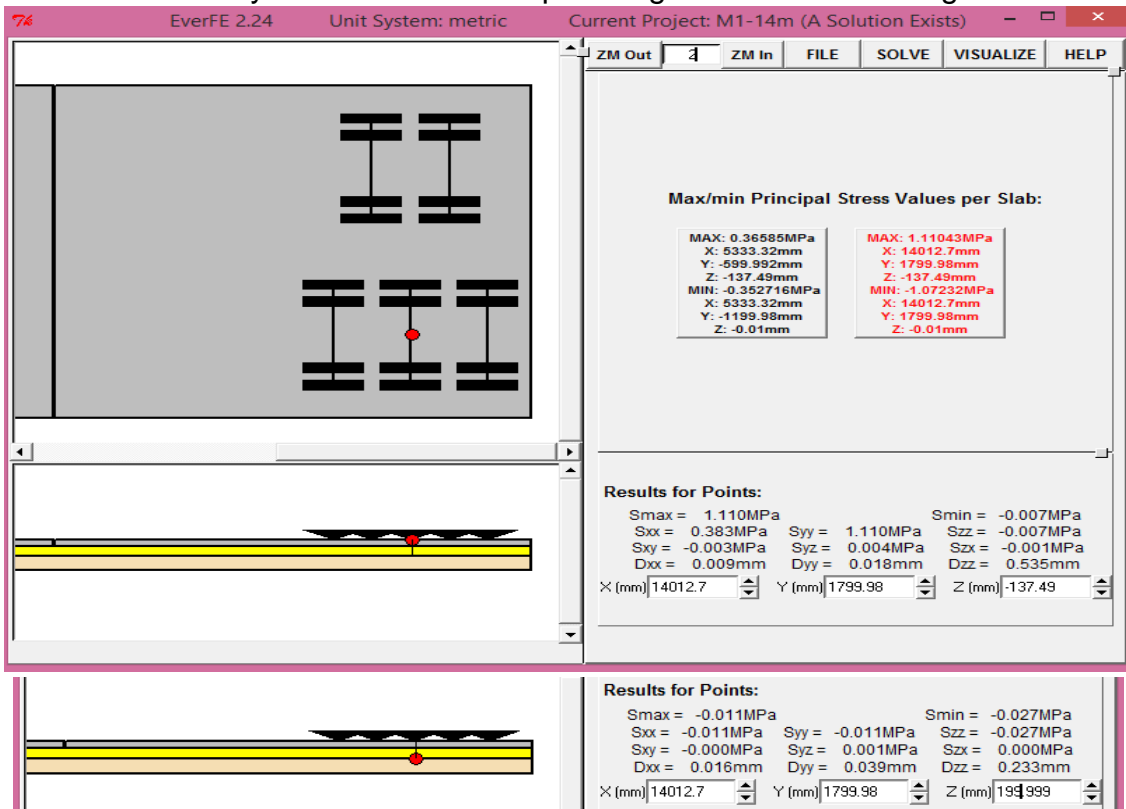 EverFE 2.24 Unit System: metric Current Project: M1-14m (A Solution Exists)
ZM Out 2 ZM In FILE SOLVE VISUALIZE HELP
Max/min Principal Stress Values per Slab:
MAX: 0.36585MPa
X: 5333.32mm
Y: -599.992mm
Z: -137.49mm
MIN: -0.352716MPa
X: 5333.32mm
Y: -1199.98mm
Z: -0.01mm
MAX: 1.11043MPa
X: 14012.7mm
Y: 1799.98mm
Z: -137.49mm
MIN: -1.07232MPa
X: 14012.7mm
Y: 1799.98mm
Z: -0.01mm
Results for Points:
Smax = 1.110MPa Smin = -0.007MPa
Sxx = 0.383MPa Syy = 1.110MPa Szz = -0.007MPa
Sxy = -0.003MPa Syz = 0.004MPa Szx = -0.001MPa
Dxx = 0.009mm Dyy = 0.018mm Dzz = 0.535mm
X (mm) 14012.7 Y (mm) 1799.98 Z (mm) -137.49
Results for Points:
Smax = -0.011MPa Smin = -0.027MPa
Sxx = -0.011MPa Syy = -0.011MPa Szz = -0.027MPa
Sxy = -0.000MPa Syz = 0.001MPa Szx = 0.000MPa
Dxx = 0.016mm Dyy = 0.039mm Dzz = 0.233mm
X (mm) 14012.7 Y (mm) 1799.98 Z (mm) 199.999